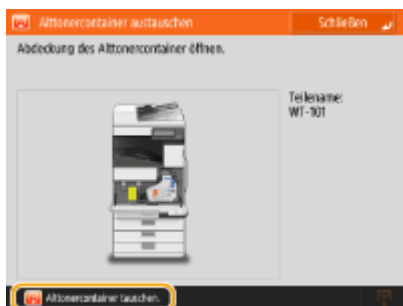 Alttonercontainer austauschen
Schließen
Abdeckung des Alttonercontainer öffnen.
Teilename:
WT-101
Alttonercontainer tauschen.